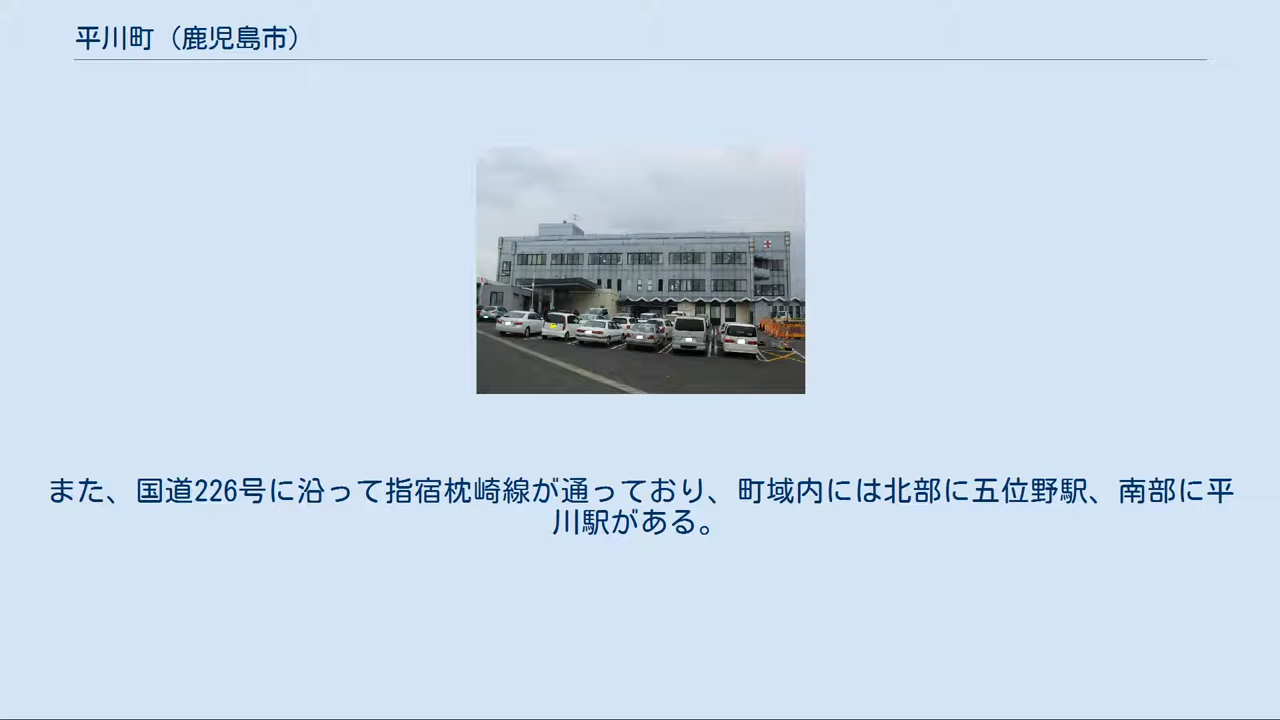 平川町（鹿児島市）
また、国道226号に沿って指宿枕崎線が通っており、町域内には北部に五位野駅、南部に平
川駅がある。